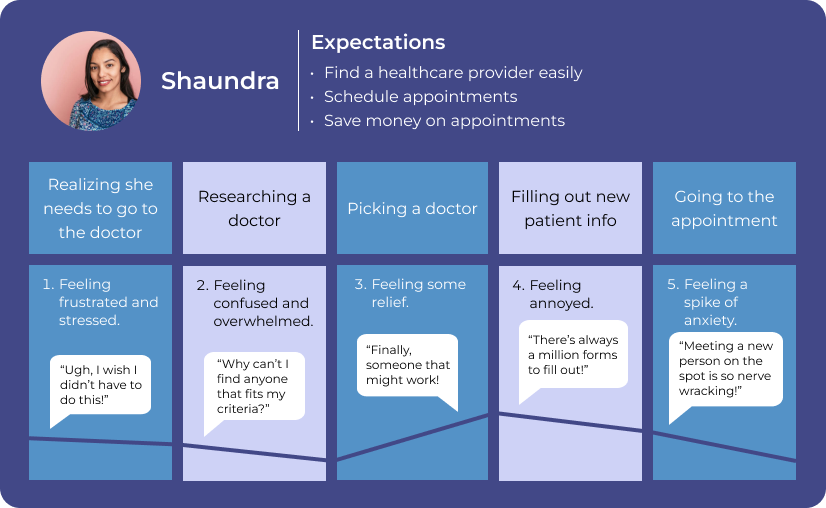 Shaundra
Expectations
• Find a healthcare provider easily
• Schedule appointments
• Save money on appointments
Realizing she
needs to go to
the doctor
Researching a
doctor
Picking a doctor
Filling out new
patient info
Going to the
appointment
1. Feeling
frustrated and
stressed.
“Ugh, I wish I
didn’t have to
do this!”
2. Feeling
confused and
overwhelmed.
“Why can’t I
find anyone
that fits my
criteria?”
3. Feeling some
relief.
“Finally,
someone that
might work!
4. Feeling
annoyed.
“There’s always
a million forms
to fill out!”
5. Feeling a
spike of
anxiety.
“Meeting a new
person on the
spot is so nerve
wracking!”